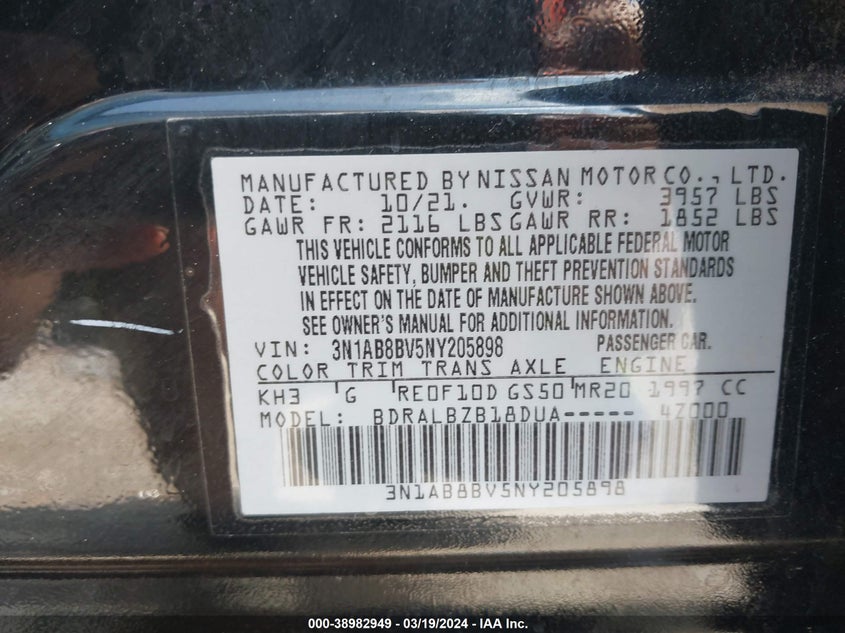 MANUFACTURED BY NISSAN MOTOR CO., LTD.
DATE: 10/21. GVWR: 3957 LBS
GAWR FR: 2116 LBS GAWR RR: 1852 LBS
THIS VEHICLE CONFORMS TO ALL APPLICABLE FEDERAL MOTOR
VEHICLE SAFETY, BUMPER AND THEFT PREVENTION STANDARDS
IN EFFECT ON THE DATE OF MANUFACTURE SHOWN ABOVE.
SEE OWNER'S MANUAL FOR ADDITIONAL INFORMATION.
VIN: 3N1AB8BV5NY205898 PASSENGER CAR.
COLOR TRIM TRANS AXLE ENGINE
KH3 G RE0F10D GS50 MR20 1997 CC
MODEL: BDRALBZB18DUA----- 4Z000
3N1AB8BV5NY205898
000-38982949 - 03/19/2024 - IAA Inc.